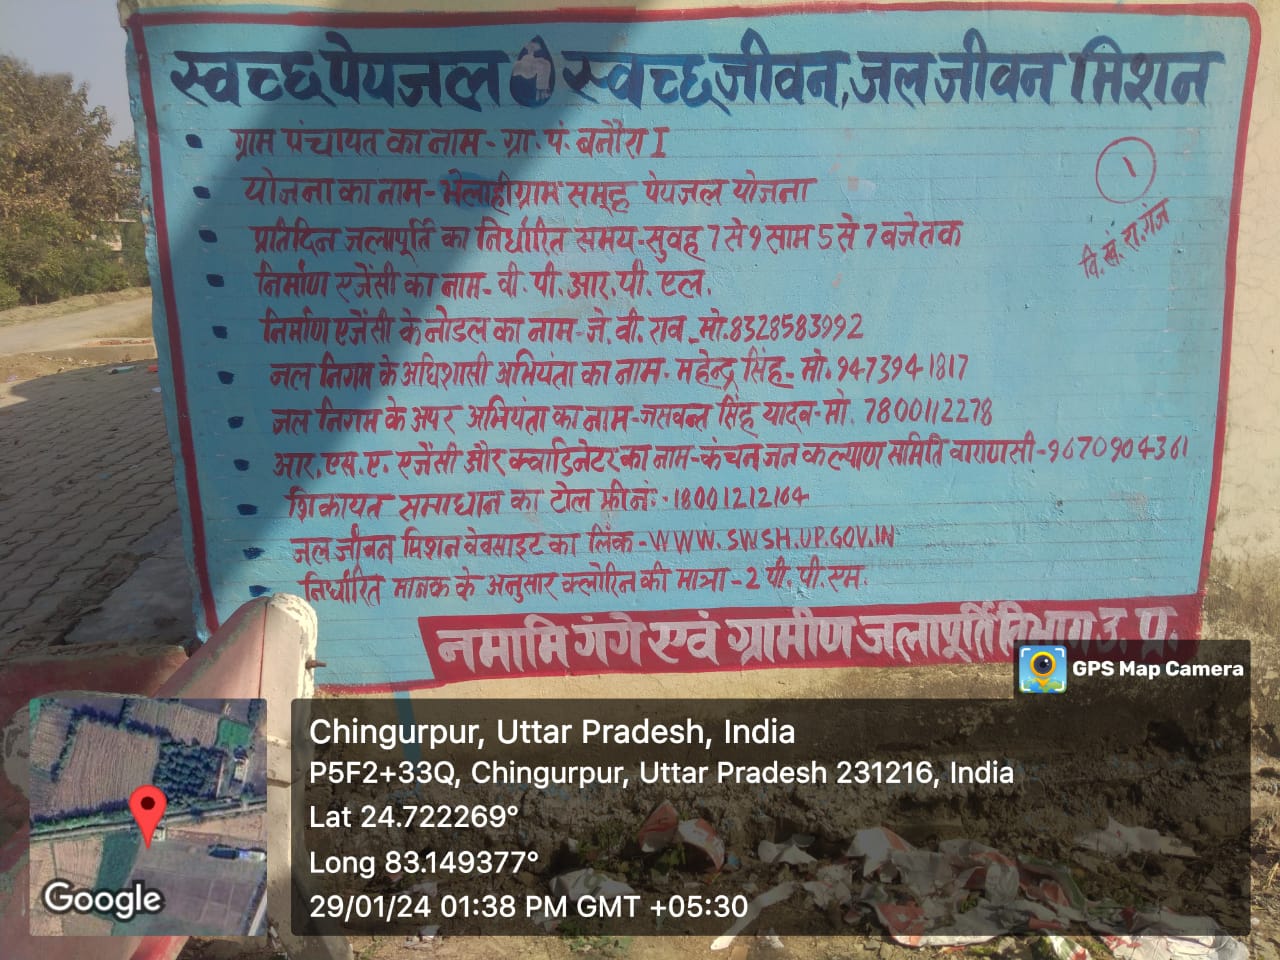 स्वच्छ पेयजल स्वच्छ जीवन, जल जीवन मिशन
• ग्राम पंचायत का नाम - ग्रा. पं. बनौरा I
• योजना का नाम - भेलाही ग्राम समूह पेयजल योजना
• प्रतिदिन जलापूर्ति का निर्धारित समय - सुवह 7 से 9 साम 5 से 7 बजे तक
• निर्माण एजेंसी का नाम - वी. पी. आर. पी. एल.
• निर्माण एजेंसी के नोडल का नाम - जे. वी. राव - मो. 8328583992
• जल निगम के अधिशासी अभियंता का नाम - महेन्द्र सिंह - मो. 9473941817
• जल निगम के अपर अभियंता का नाम - जसवन्त सिंह यादव - मो. 7800112278
• आर. एस. ए. एजेंसी और क्वाडिनेटर का नाम - कंचन जन कल्याण समिति वाराणसी - 9670904361
• शिकायत समाधान का टोल फ्री नं: - 18001212164
• जल जीवन मिशन वेवसाइट का लिंक - WWW.SWSH.UP.GOV.IN
• निर्धारित मानक के अनुसार क्लोरिन की मात्रा - 2 पी. पी. एम.
१
वि. खं. रा. गंज
नमामि गंगे एवं ग्रामीण जलापूर्ति विभाग उ. प्र.
GPS Map Camera
Chingurpur, Uttar Pradesh, India
P5F2+33Q, Chingurpur, Uttar Pradesh 231216, India
Lat 24.722269°
Long 83.149377°
29/01/24 01:38 PM GMT +05:30
Google